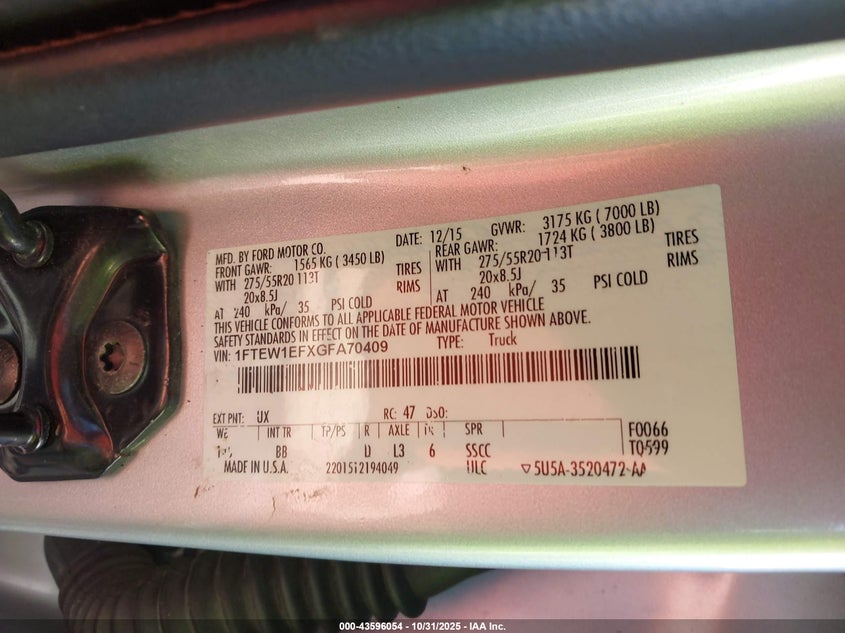 MFD. BY FORD MOTOR CO. DATE: 12/15 GVWR: 3175 KG ( 7000 LB)
FRONT GAWR: 1565 KG ( 3450 LB) REAR GAWR: 1724 KG ( 3800 LB)
WITH 275/55R20 113T TIRES WITH 275/55R20 113T TIRES
20x8.5J RIMS 20x8.5J RIMS
AT 240 kPa/ 35 PSI COLD AT 240 kPa/ 35 PSI COLD
THIS VEHICLE CONFORMS TO ALL APPLICABLE FEDERAL MOTOR VEHICLE
SAFETY STANDARDS IN EFFECT ON THE DATE OF MANUFACTURE SHOWN ABOVE.
VIN: 1FTEW1EFXGFA70409 TYPE: Truck
EXT PNT: UX RC: 47 DSO:
WB INT TR TP/PS R AXLE TR SPR F0066
BB D L3 6 SSCC T0599
MADE IN U.S.A. 2201512194049 ULC 5U5A-3520472-AA
000-43596054 - 10/31/2025 - IAA Inc.